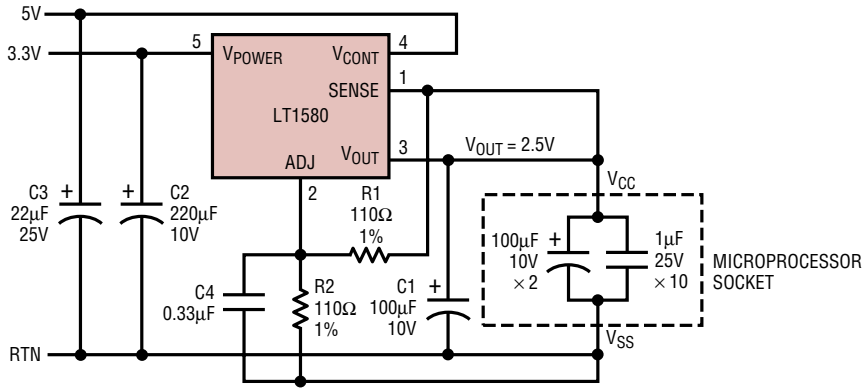 5V
3.3V
5
VPOWER
VCONT
4
SENSE
1
LT1580
ADJ
VOUT
3
VOUT = 2.5V
2
VCC
C3
22µF
25V
+
C2
220µF
10V
+
R1
110Ω
1%
C4
0.33µF
R2
110Ω
1%
C1
100µF
10V
+
100µF
10V
× 2
+
1µF
25V
× 10
MICROPROCESSOR
SOCKET
VSS
RTN